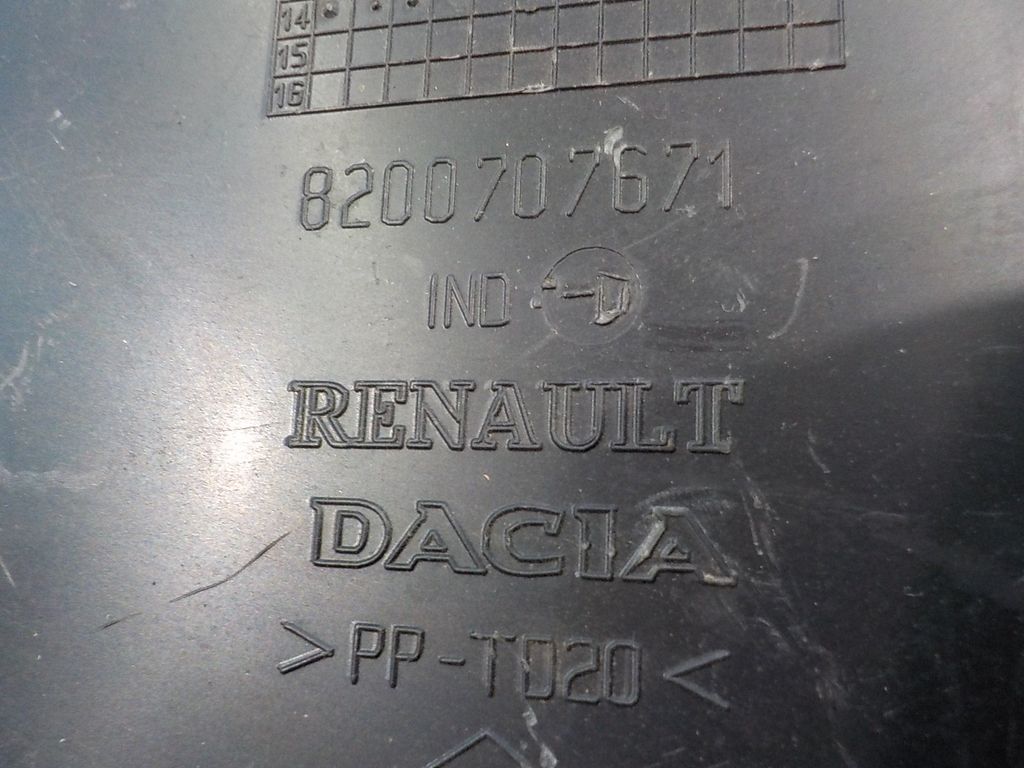 14
15
16
8200707671
IND -D
RENAULT
DACIA
>PP-TD20<